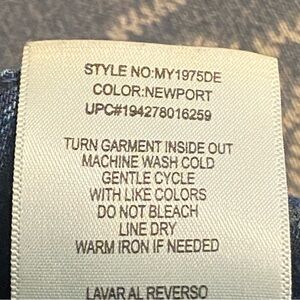 STYLE NO:MY1975DE
COLOR:NEWPORT
UPC#194278016259
TURN GARMENT INSIDE OUT
MACHINE WASH COLD
GENTLE CYCLE
WITH LIKE COLORS
DO NOT BLEACH
LINE DRY
WARM IRON IF NEEDED
LAVAR AL REVERSO